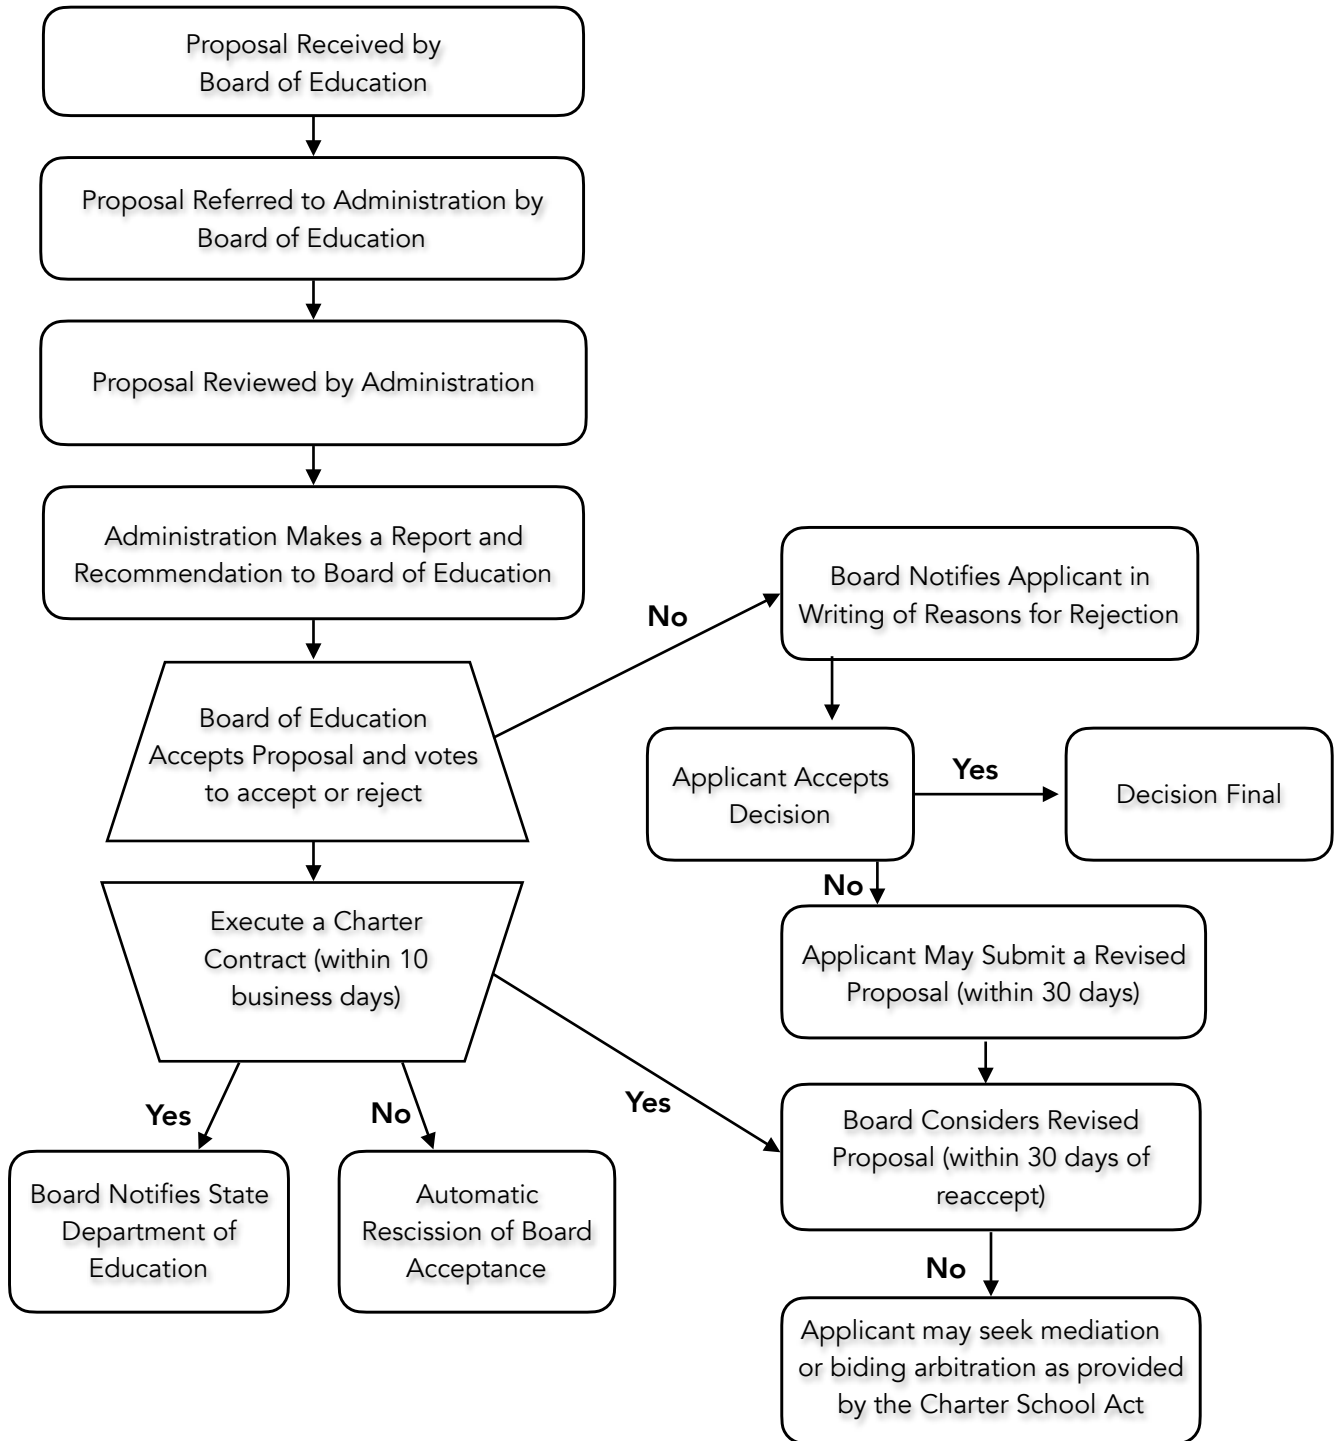 Proposal Received by
Board of Education
Proposal Referred to Administration by
Board of Education
Proposal Reviewed by Administration
Administration Makes a Report and
Recommendation to Board of Education
Board of Education
Accepts Proposal and votes
to accept or reject
No
Board Notifies Applicant in
Writing of Reasons for Rejection
Applicant Accepts
Decision
Yes
Decision Final
No
Applicant May Submit a Revised
Proposal (within 30 days)
Execute a Charter
Contract (within 10
business days)
Yes
No
Yes
Board Notifies State
Department of
Education
Automatic
Rescission of Board
Acceptance
Board Considers Revised
Proposal (within 30 days of
reaccept)
No
Applicant may seek mediation
or biding arbitration as provided
by the Charter School Act